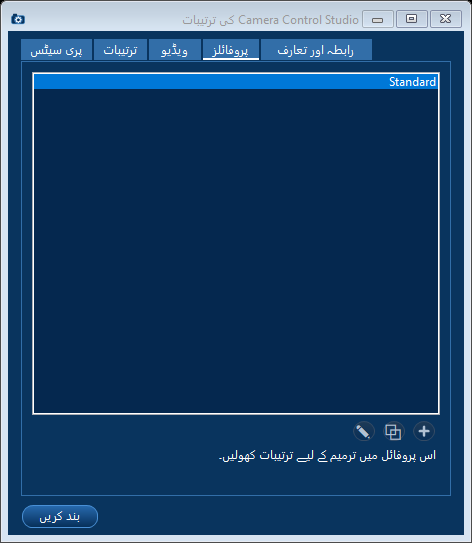 Camera Control Studio کی ترتیبات
رابطہ اور تعارف
پروفائلز
ویڈیو
ترتیبات
پری سیٹس
Standard
اس پروفائل میں ترمیم کے لیے ترتیبات کھولیں۔
بند کریں